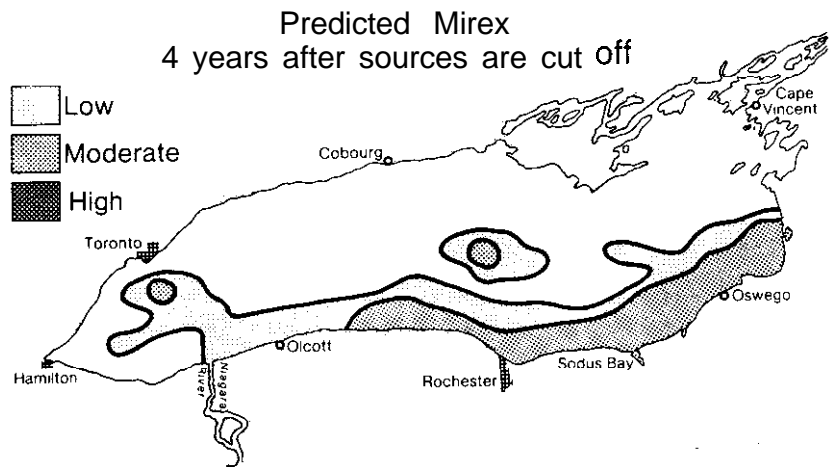 Predicted Mirex
4 years after sources are cut off
Low
Moderate
High
Cape
Vincent
Cobourg
Toronto
Oswego
Olcott
Sodus Bay
Hamilton
Rochester
Niagara
River